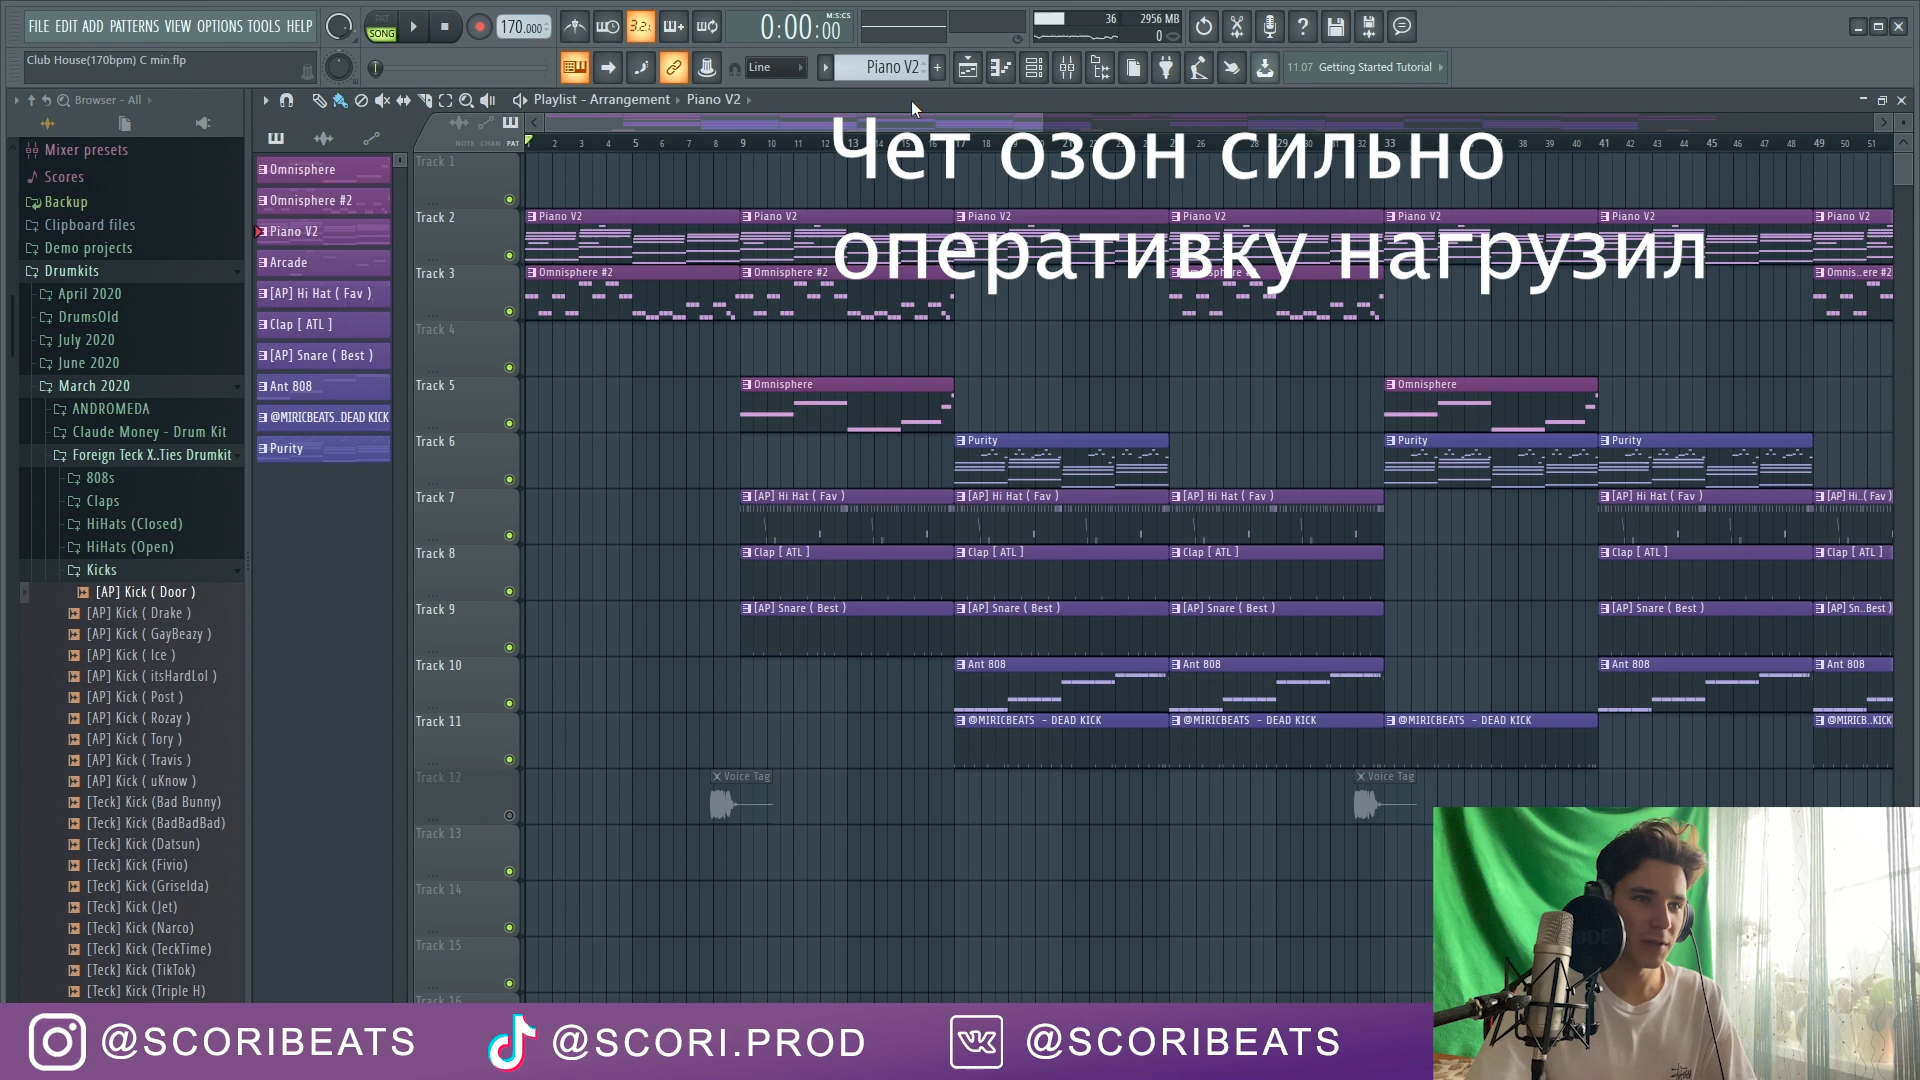 FILE EDIT ADD PATTERNS VIEW OPTIONS TOOLS HELP
PAT
SONG
170.000
3.2.
M:S:CS
0:00:00
36
2956 MB
0
Club House(170bpm) C min.flp
Line
Piano V2
11.07 Getting Started Tutorial
Browser - All
Playlist - Arrangement
Piano V2
NOTE CHAN PAT
Чет озон сильно
оперативку нагрузил
Mixer presets
Scores
Backup
Clipboard files
Demo projects
Drumkits
April 2020
DrumsOld
July 2020
June 2020
March 2020
ANDROMEDA
Claude Money - Drum Kit
Foreign Teck X..Ties Drumkit
808s
Claps
HiHats (Closed)
HiHats (Open)
Kicks
[AP] Kick ( Door )
[AP] Kick ( Drake )
[AP] Kick ( GayBeazy )
[AP] Kick ( Ice )
[AP] Kick ( itsHardLol )
[AP] Kick ( Post )
[AP] Kick ( Rozay )
[AP] Kick ( Tory )
[AP] Kick ( Travis )
[AP] Kick ( uKnow )
[Teck] Kick (Bad Bunny)
[Teck] Kick (BadBadBad)
[Teck] Kick (Datsun)
[Teck] Kick (Fivio)
[Teck] Kick (Griselda)
[Teck] Kick (Jet)
[Teck] Kick (Narco)
[Teck] Kick (TeckTime)
[Teck] Kick (TikTok)
[Teck] Kick (Triple H)
Omnisphere
Omnisphere #2
Piano V2
Arcade
[AP] Hi Hat ( Fav )
Clap [ ATL ]
[AP] Snare ( Best )
Ant 808
@MIRICBEATS..DEAD KICK
Purity
Track 1
Track 2
Piano V2 Piano V2 Piano V2 Piano V2 Piano V2 Piano V2 Piano V2
Track 3
Omnisphere #2 Omnisphere #2 Omnis..ere #2
Track 4
Track 5
Omnisphere Omnisphere
Track 6
Purity Purity Purity
Track 7
[AP] Hi Hat ( Fav ) [AP] Hi Hat ( Fav ) [AP] Hi Hat ( Fav ) [AP] Hi Hat ( Fav ) [AP] Hi..( Fav )
Track 8
Clap [ ATL ] Clap [ ATL ] Clap [ ATL ] Clap [ ATL ] Clap [ ATL ]
Track 9
[AP] Snare ( Best ) [AP] Snare ( Best ) [AP] Snare ( Best ) [AP] Snare ( Best ) [AP] Sn..Best )
Track 10
Ant 808 Ant 808 Ant 808 Ant 808
Track 11
@MIRICBEATS - DEAD KICK @MIRICBEATS - DEAD KICK @MIRICBEATS - DEAD KICK @MIRICB..KICK
Track 12
Voice Tag Voice Tag
Track 13
Track 14
Track 15
Track 16
@SCORIBEATS @SCORI.PROD @SCORIBEATS